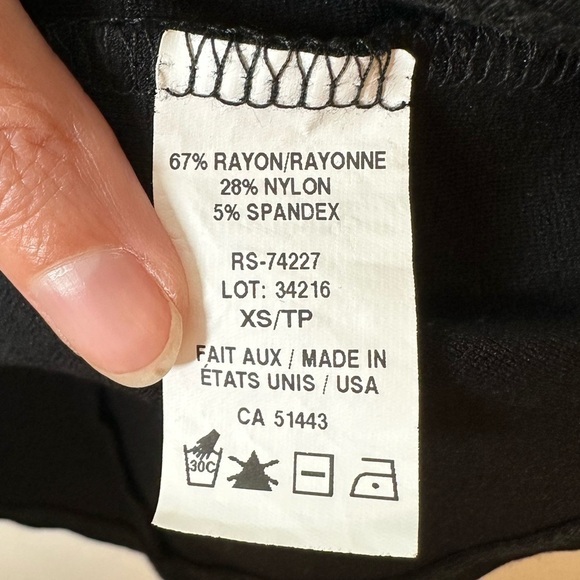 67% RAYON/RAYONNE
28% NYLON
5% SPANDEX
RS-74227
LOT: 34216
XS/TP
FAIT AUX / MADE IN
ÉTATS UNIS / USA
CA 51443
30C